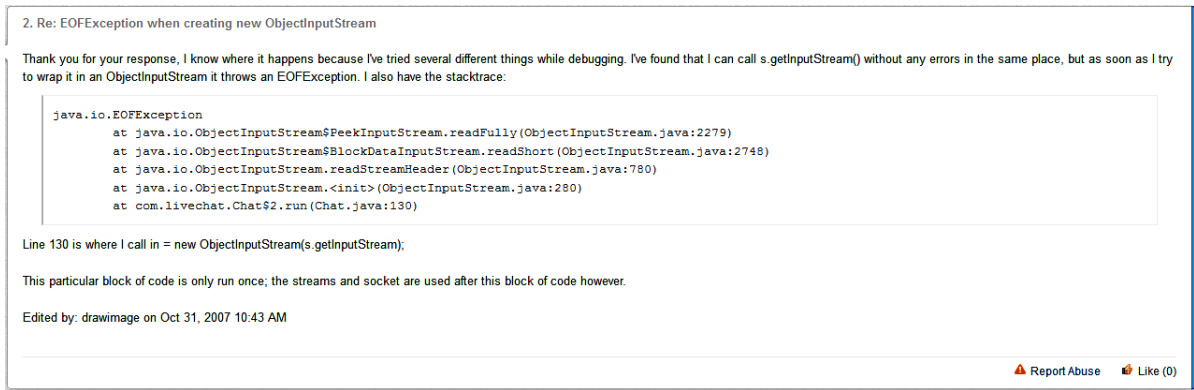 2. Re: EOFException when creating new ObjectInputStream
Thank you for your response, I know where it happens because I've tried several different things while debugging. I've found that I can call s.getInputStream() without any errors in the same place, but as soon as I try
to wrap it in an ObjectInputStream it throws an EOFException. I also have the stacktrace:
java.io.EOFException
at java.io.ObjectInputStream$PeekInputStream.readFully(ObjectInputStream.java:2279)
at java.io.ObjectInputStream$BlockDataInputStream.readShort(ObjectInputStream.java:2748)
at java.io.ObjectInputStream.readStreamHeader(ObjectInputStream.java:780)
at java.io.ObjectInputStream.<init>(ObjectInputStream.java:280)
at com.livechat.Chat$2.run(Chat.java:130)
Line 130 is where I call in = new ObjectInputStream(s.getInputStream);
This particular block of code is only run once; the streams and socket are used after this block of code however.
Edited by: drawimage on Oct 31, 2007 10:43 AM
Report Abuse Like (0)